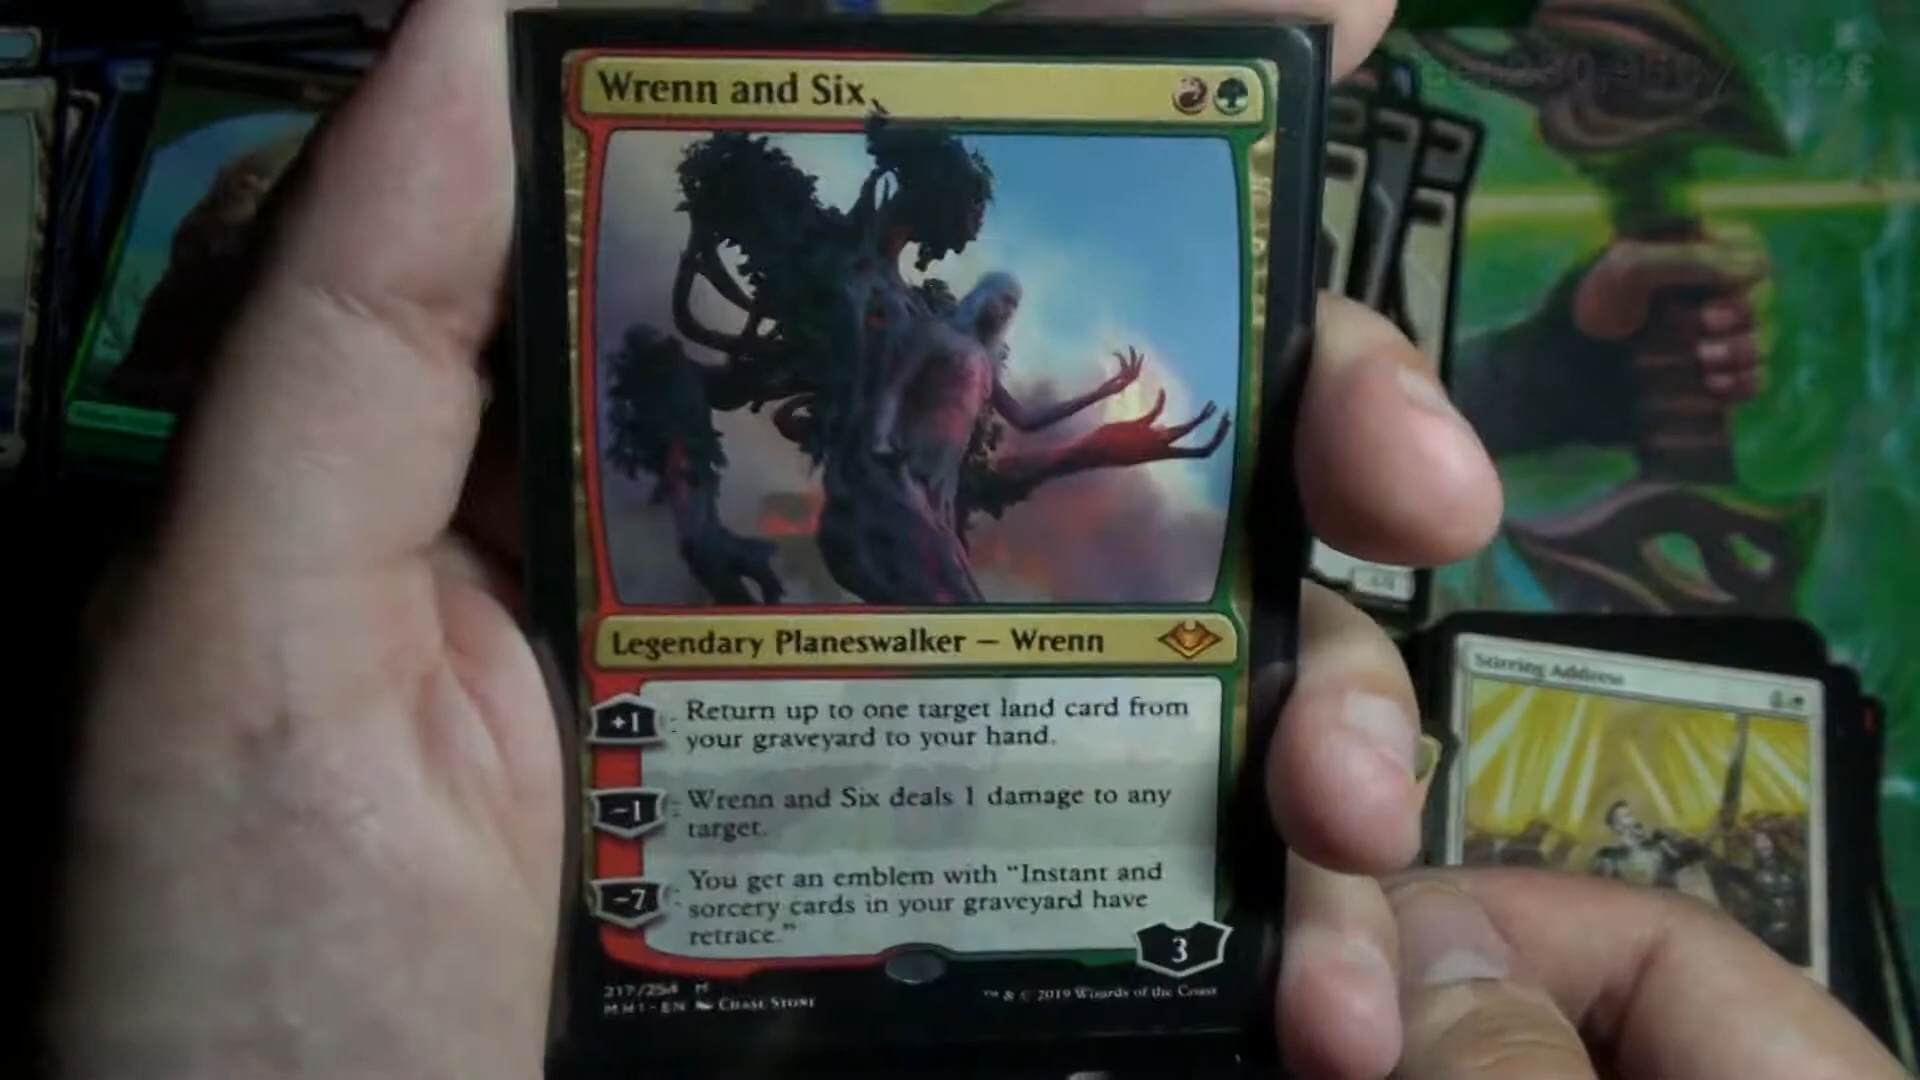 Wrenn and Six
Legendary Planeswalker — Wrenn
+1 : Return up to one target land card from
your graveyard to your hand.
−1 : Wrenn and Six deals 1 damage to any
target.
−7 : You get an emblem with “Instant and
sorcery cards in your graveyard have
retrace.”
3
217/254 M
MH1 • EN Chase Stone
™ & © 2019 Wizards of the Coast
Stirring Address